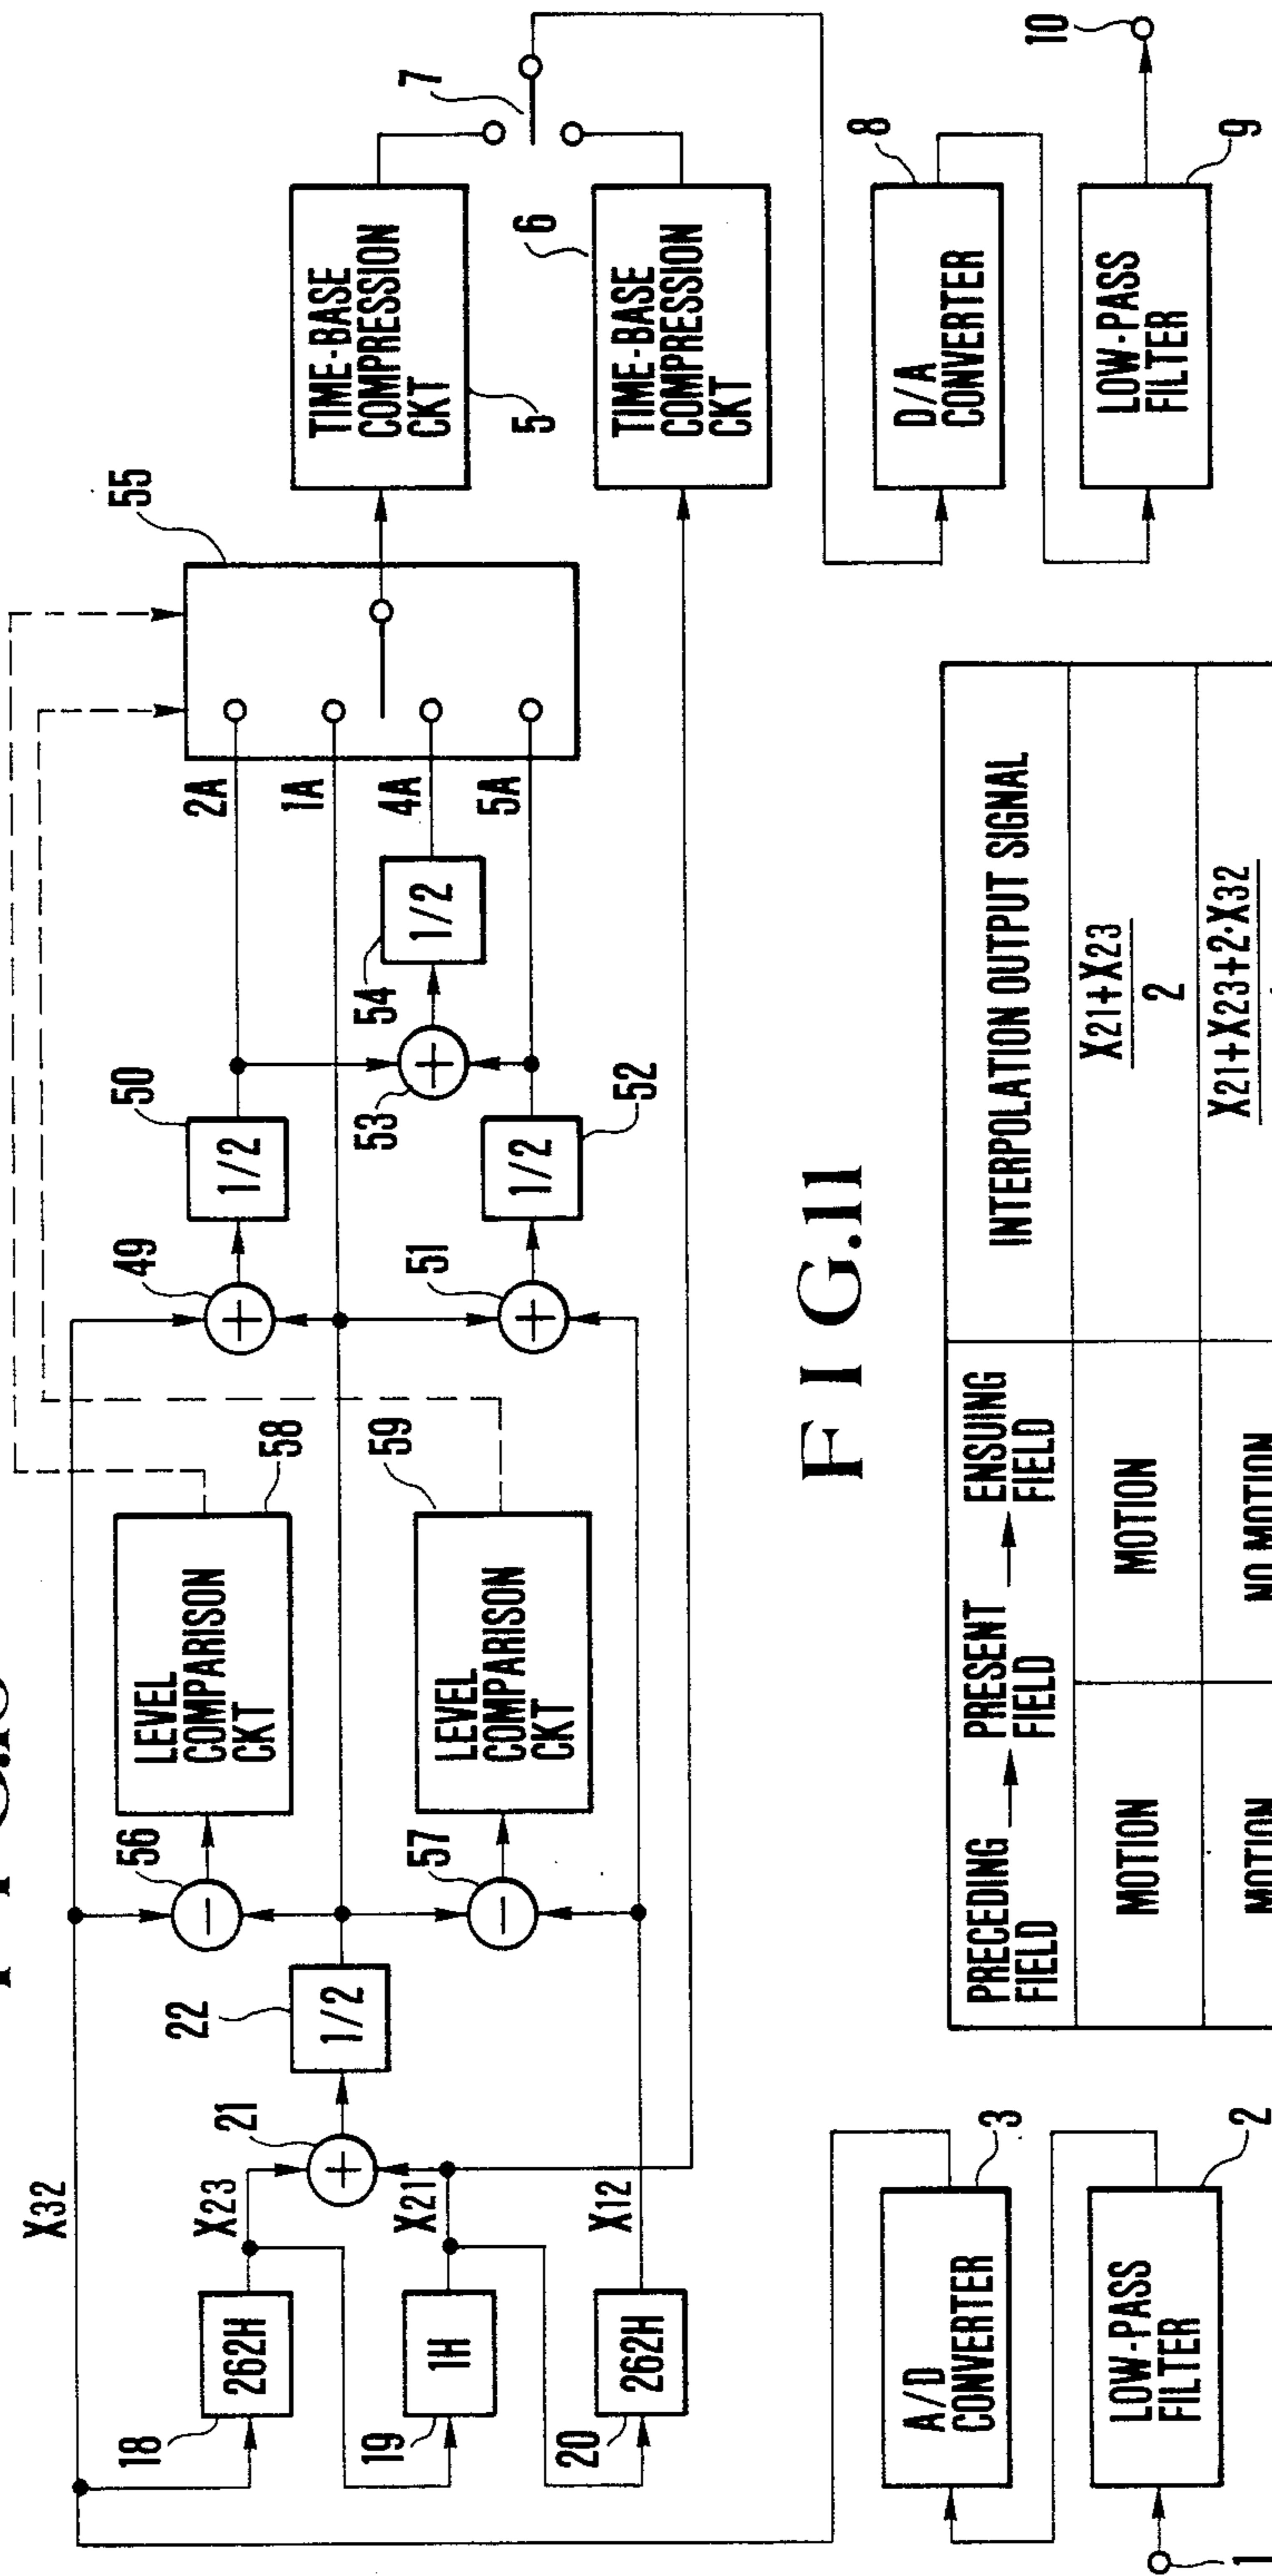 X32
18
262H
X23
19
1H
X21
20
262H
X12
21
22
1/2
56
57
LEVEL
COMPARISON
CKT
58
LEVEL
COMPARISON
CKT
59
49
50
1/2
51
52
1/2
53
54
1/2
2A
1A
4A
5A
55
TIME-BASE
COMPRESSION
CKT
5
TIME-BASE
COMPRESSION
CKT
6
7
1
LOW-PASS
FILTER
2
A/D
CONVERTER
3
D/A
CONVERTER
8
LOW-PASS
FILTER
9
10
FIG.11
PRECEDING FIELD
PRESENT FIELD
ENSUING FIELD
INTERPOLATION OUTPUT SIGNAL
MOTION
MOTION
X21+X23
2
MOTION
NO MOTION
X21+X23+2·X32